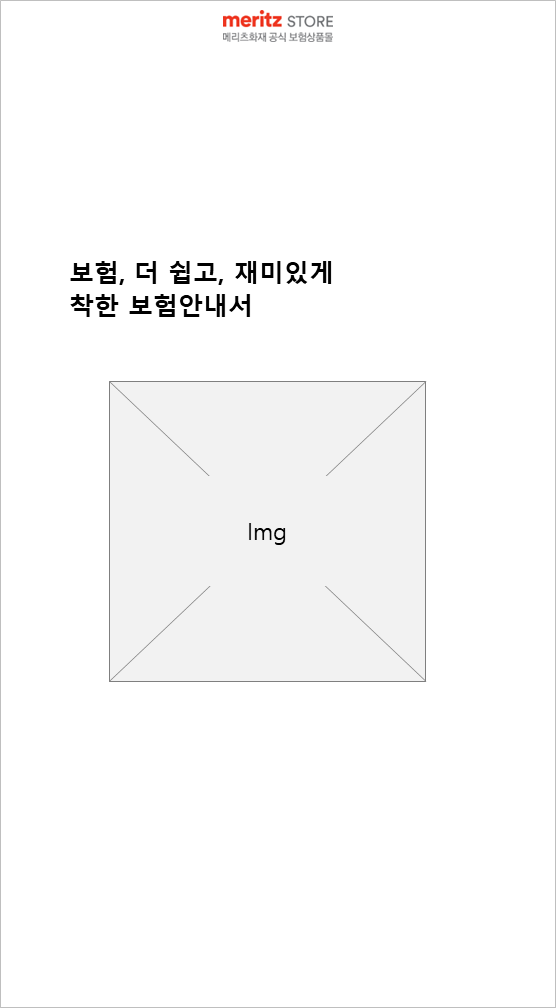 meritz STORE
메리츠화재 공식 보험상품몰
보험, 더 쉽고, 재미있게
착한 보험안내서
Img